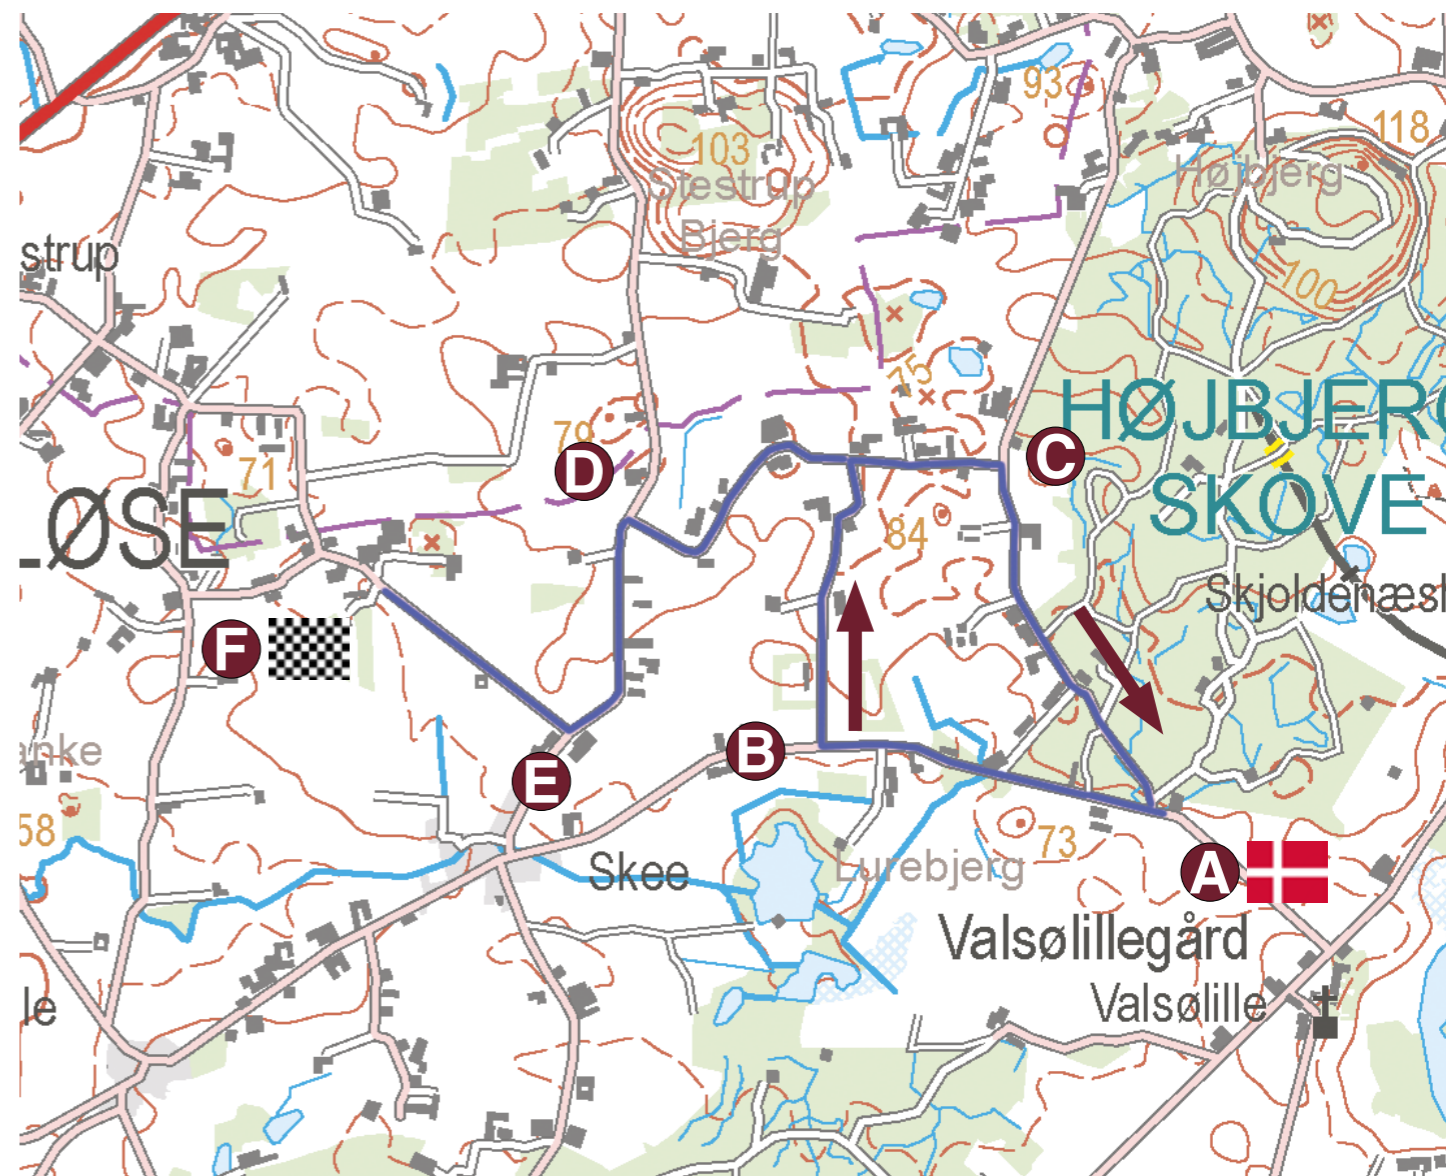 93
118
103
Stestrup
Bjerg
Højbjerg
strup
100
75
HØJBJERG
SKOVE
79
D
C
71
LØSE
84
Skjoldenæsh
F
B
anke
E
58
73
Skee
Lurebjerg
A
Valsølillegård
Valsølille
le